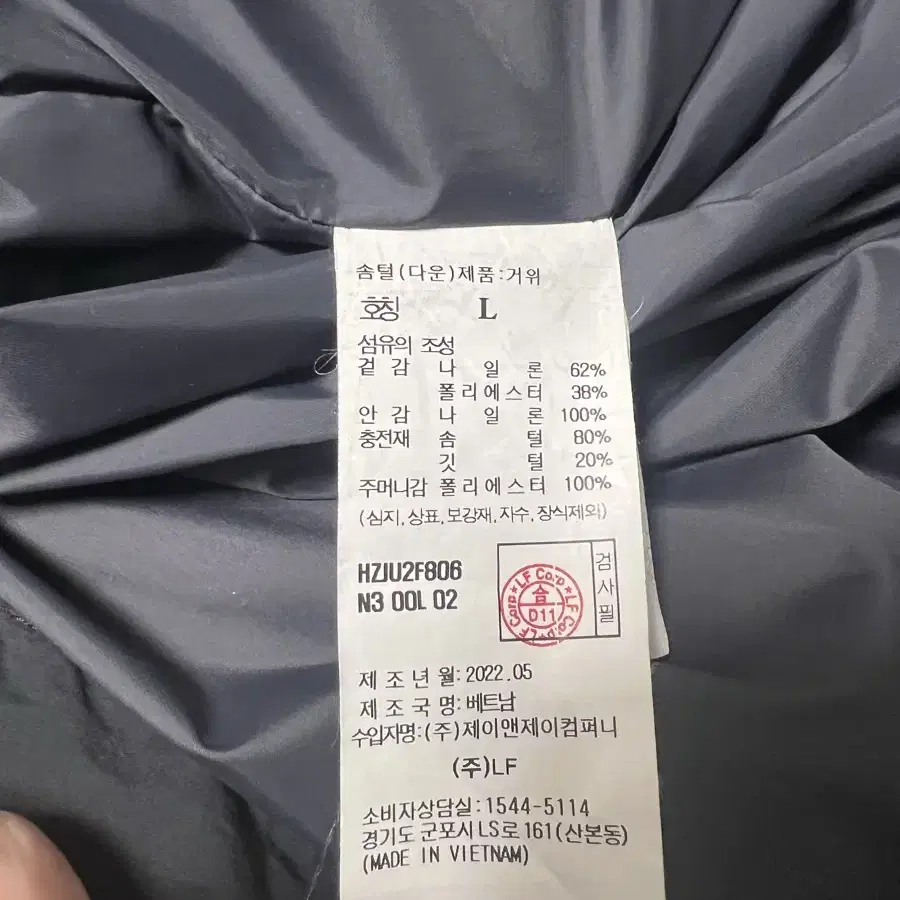 솜털(다운)제품:거위
호칭 L
섬유의 조성
겉감 나일론 62%
폴리에스터 38%
안감 나일론 100%
충전재 솜털 80%
깃털 20%
주머니감 폴리에스터 100%
(심지,상표,보강재,자수,장식제외)
HZJU2F806
N3 00L 02
LF Corp★LF Corp★LF Corp★
합
D11
검사필
제조년월:2022.05
제조국명:베트남
수입자명:(주)제이앤제이컴퍼니
(주)LF
소비자상담실:1544-5114
경기도 군포시 LS로 161(산본동)
(MADE IN VIETNAM)